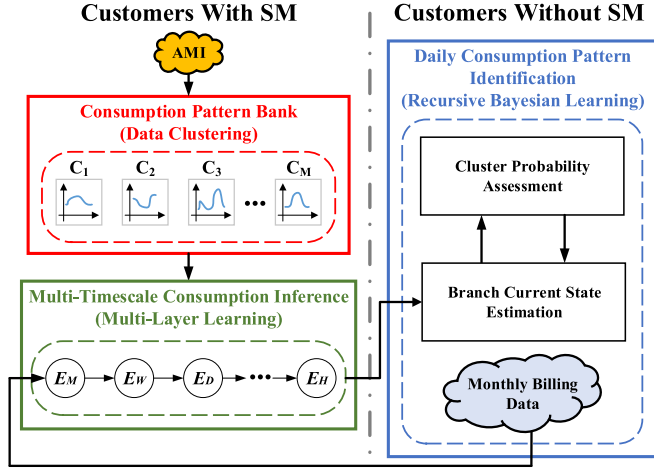 Customers With SM
Customers Without SM
AMI
Consumption Pattern Bank
(Data Clustering)
C1 C2 C3 ••• CM
Multi-Timescale Consumption Inference
(Multi-Layer Learning)
EM EW ED ••• EH
Daily Consumption Pattern
Identification
(Recursive Bayesian Learning)
Cluster Probability
Assessment
Branch Current State
Estimation
Monthly Billing
Data